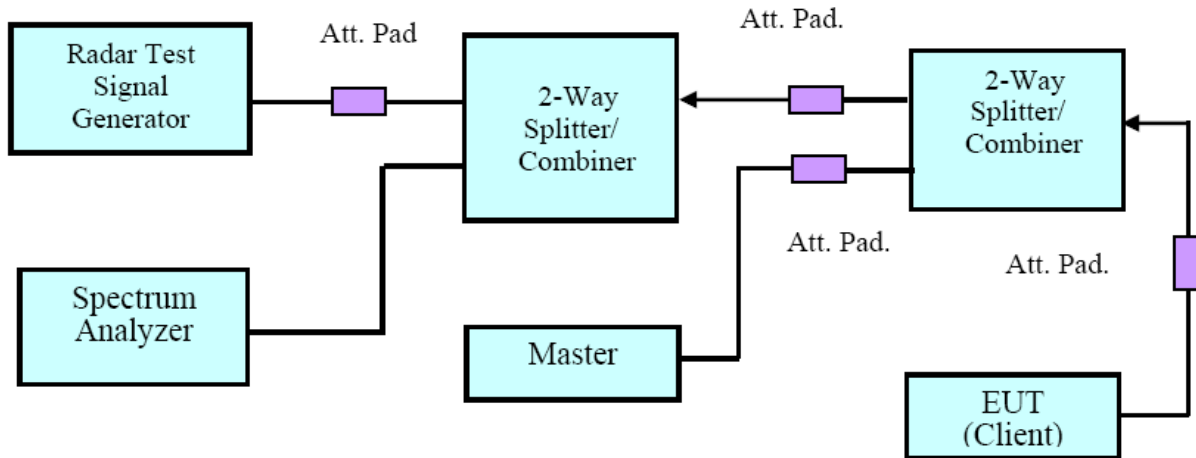 Radar Test
Signal
Generator
Att. Pad
2-Way
Splitter/
Combiner
Att. Pad.
2-Way
Splitter/
Combiner
Att. Pad.
Att. Pad.
Spectrum
Analyzer
Master
EUT
(Client)